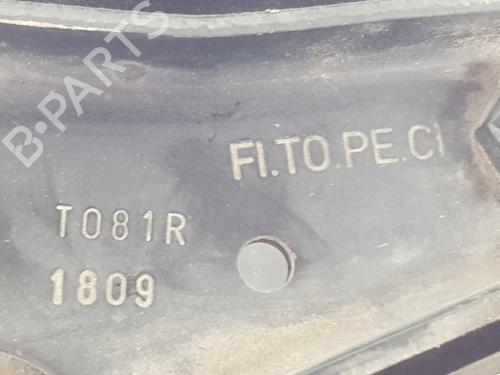 B-PARTS
FI.TO.PE.CI
T081R
1809